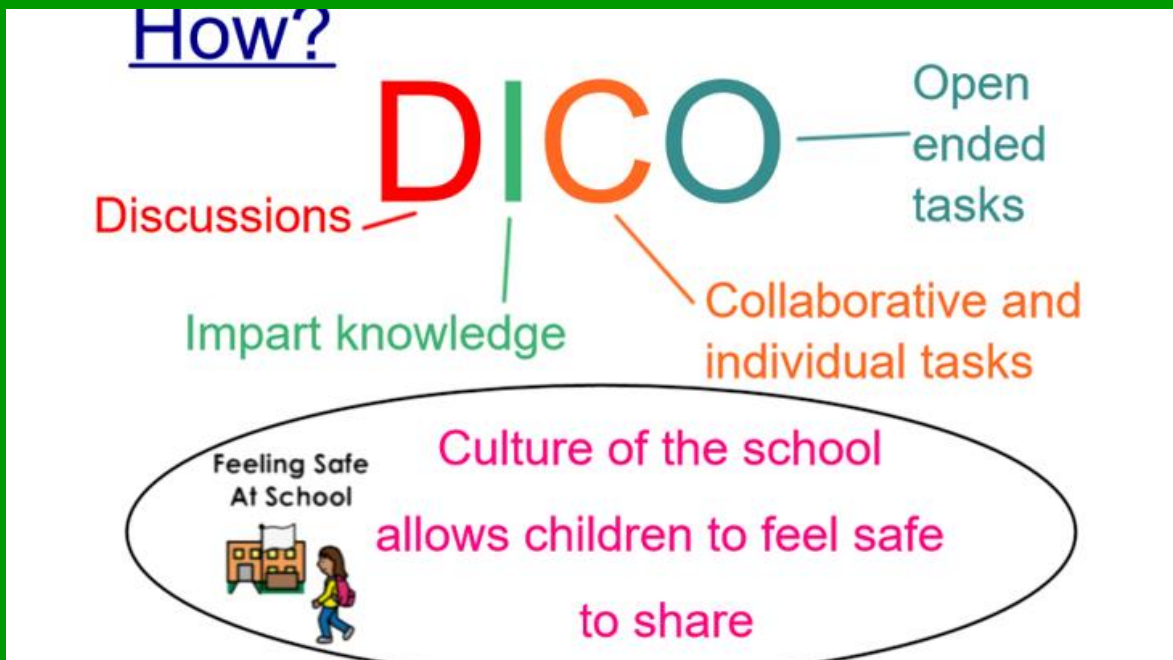 How?
DICO
Open
ended
tasks
Discussions
Impart knowledge
Collaborative and
individual tasks
Feeling Safe
At School
Culture of the school
allows children to feel safe
to share